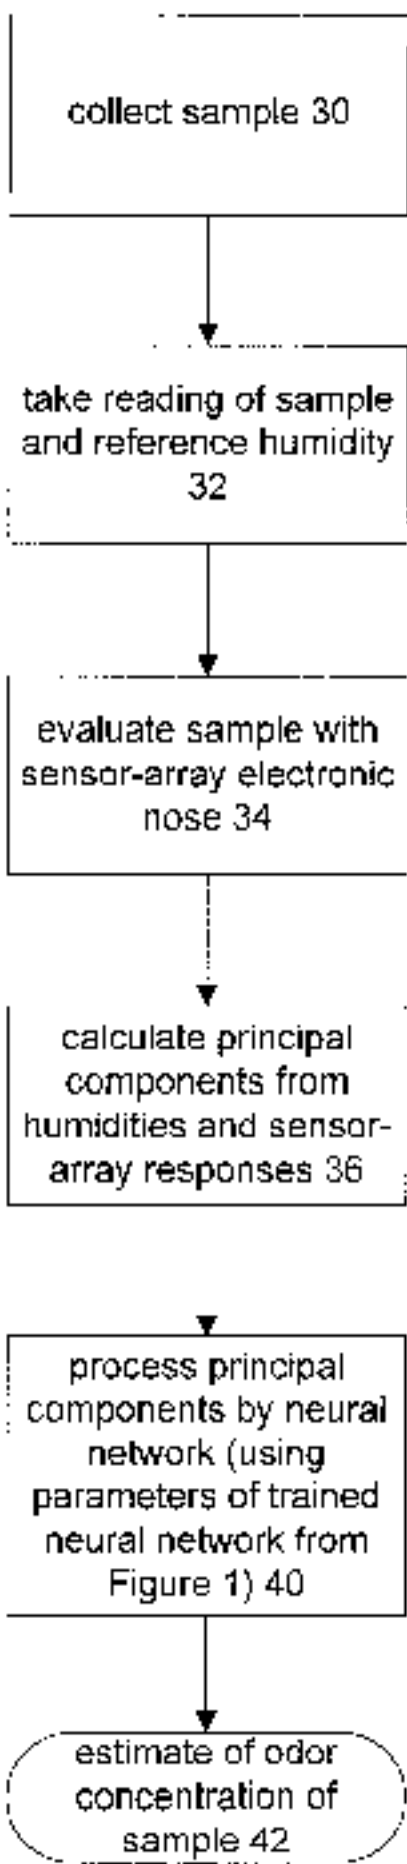 collect sample 30
take reading of sample
and reference humidity
32
evaluate sample with
sensor-array electronic
nose 34
calculate principal
components from
humidities and sensor-
array responses 36
process principal
components by neural
network (using
parameters of trained
neural network from
Figure 1) 40
estimate of odor
concentration of
sample 42